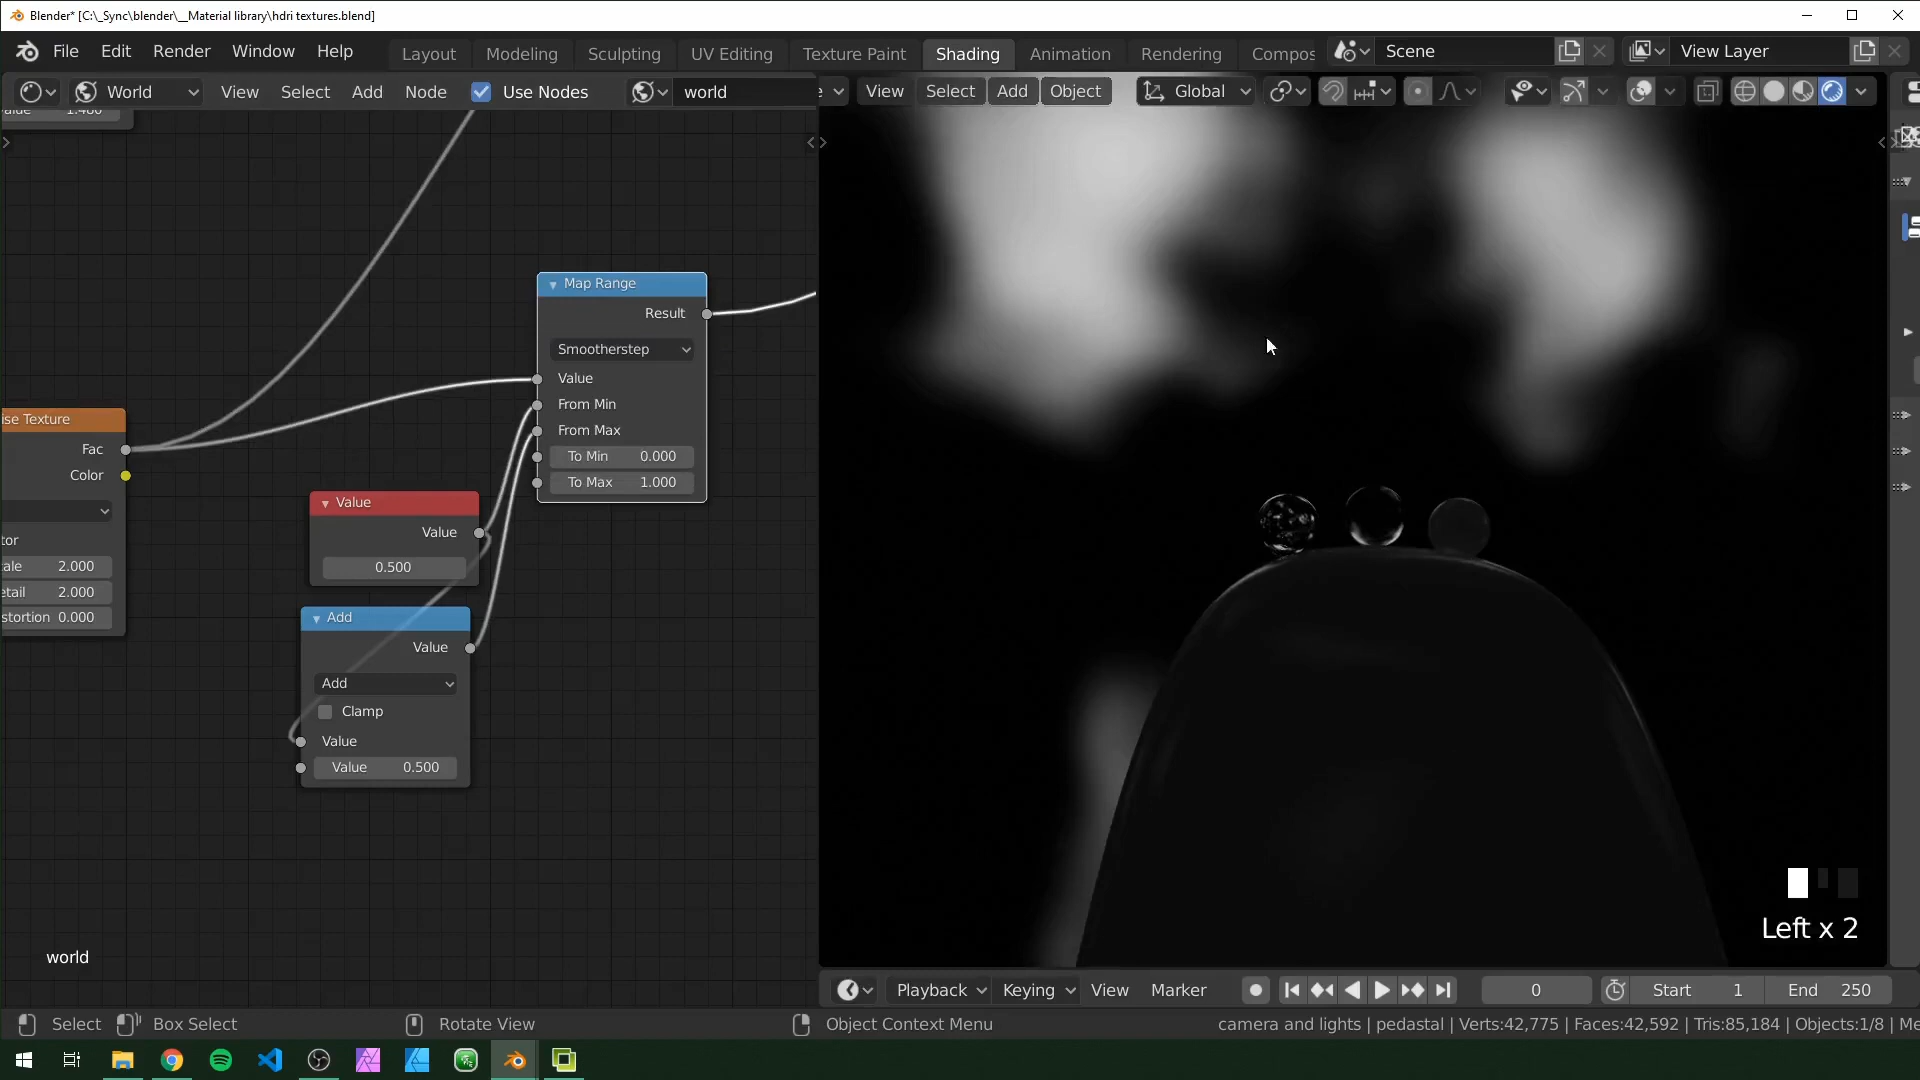 Blender* [C:\_Sync\blender\__Material library\hdri textures.blend]
File Edit Render Window Help
Layout Modeling Sculpting UV Editing Texture Paint Shading Animation Rendering Compos
Scene
View Layer
World View Select Add Node Use Nodes world
View Select Add Object Global
1.400
Map Range
Result
Smootherstep
Value
From Min
From Max
To Min 0.000
To Max 1.000
ise Texture
Fac
Color
tor
ale 2.000
etail 2.000
stortion 0.000
Value
Value
0.500
Add
Value
Add
Clamp
Value
Value 0.500
world
Left x 2
Playback Keying View Marker 0 Start 1 End 250
Select Box Select Rotate View Object Context Menu
camera and lights | pedastal | Verts:42,775 | Faces:42,592 | Tris:85,184 | Objects:1/8 | Me